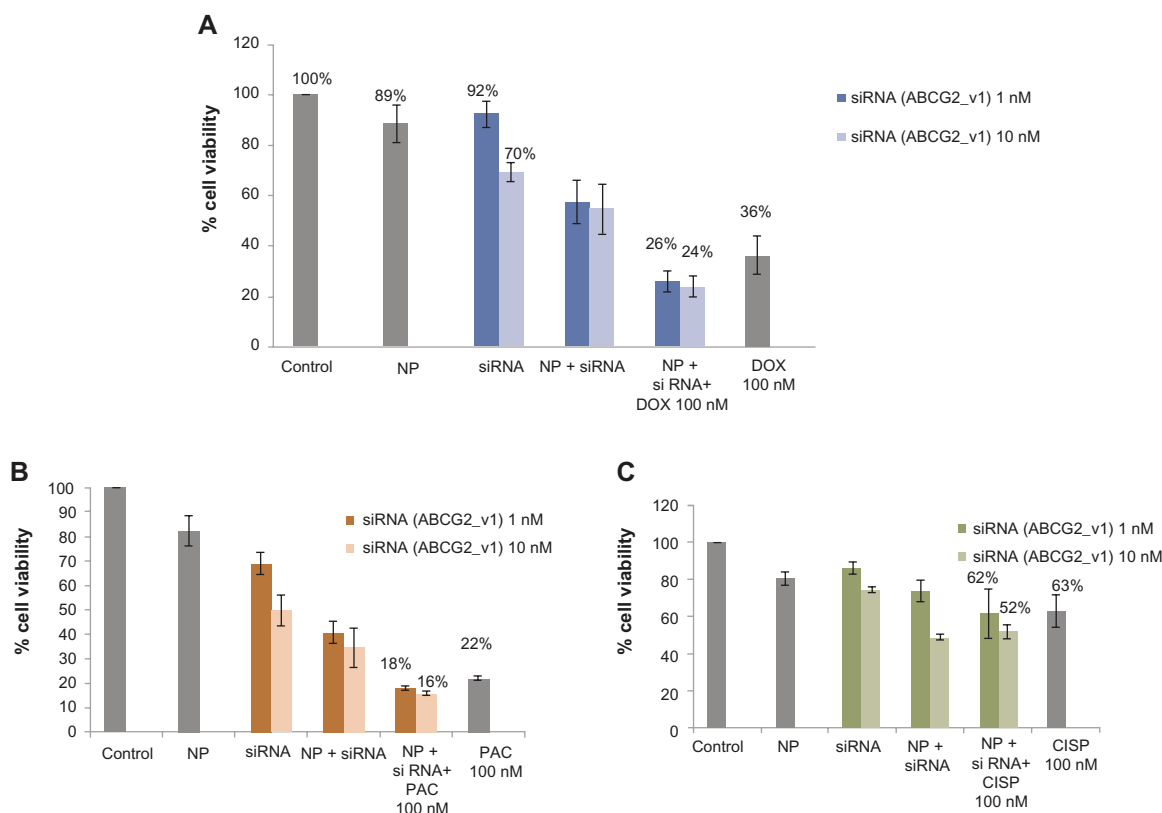 A
120
100
80
60
40
20
0
% cell viability
100%
89%
92%
70%
26%
24%
36%
siRNA (ABCG2_v1) 1 nM
siRNA (ABCG2_v1) 10 nM
Control
NP
siRNA
NP + siRNA
NP +
si RNA+
DOX 100 nM
DOX
100 nM
B
100
90
80
70
60
50
40
30
20
10
0
% cell viability
siRNA (ABCG2_v1) 1 nM
siRNA (ABCG2_v1) 10 nM
18%
16%
22%
Control
NP
siRNA
NP + siRNA
NP +
si RNA+
PAC
100 nM
PAC
100 nM
C
120
100
80
60
40
20
0
% cell viability
siRNA (ABCG2_v1) 1 nM
siRNA (ABCG2_v1) 10 nM
62%
52%
63%
Control
NP
siRNA
NP +
siRNA
NP +
si RNA+
CISP
100 nM
CISP
100 nM